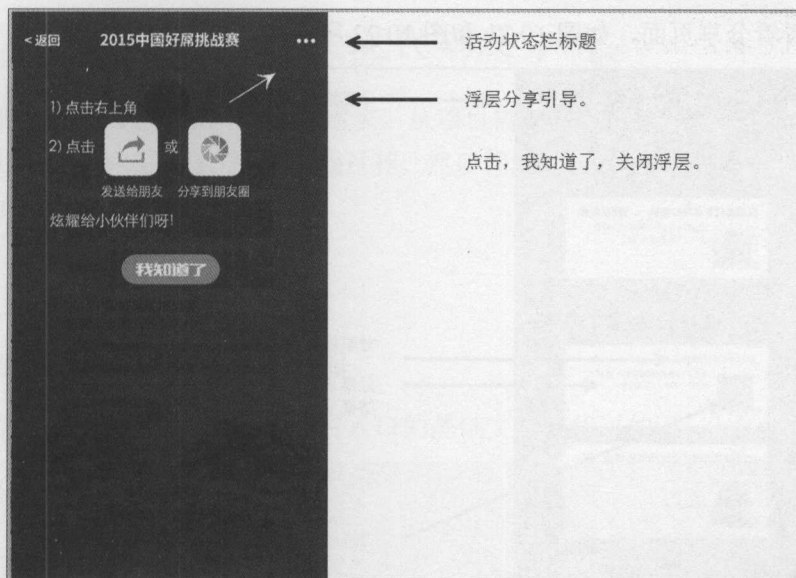 <返回 2015中国好屌挑战赛 •••
1) 点击右上角
2) 点击 或
发送给朋友 分享到朋友圈
炫耀给小伙伴们呀!
我知道了
活动状态栏标题
浮层分享引导。
点击，我知道了，关闭浮层。